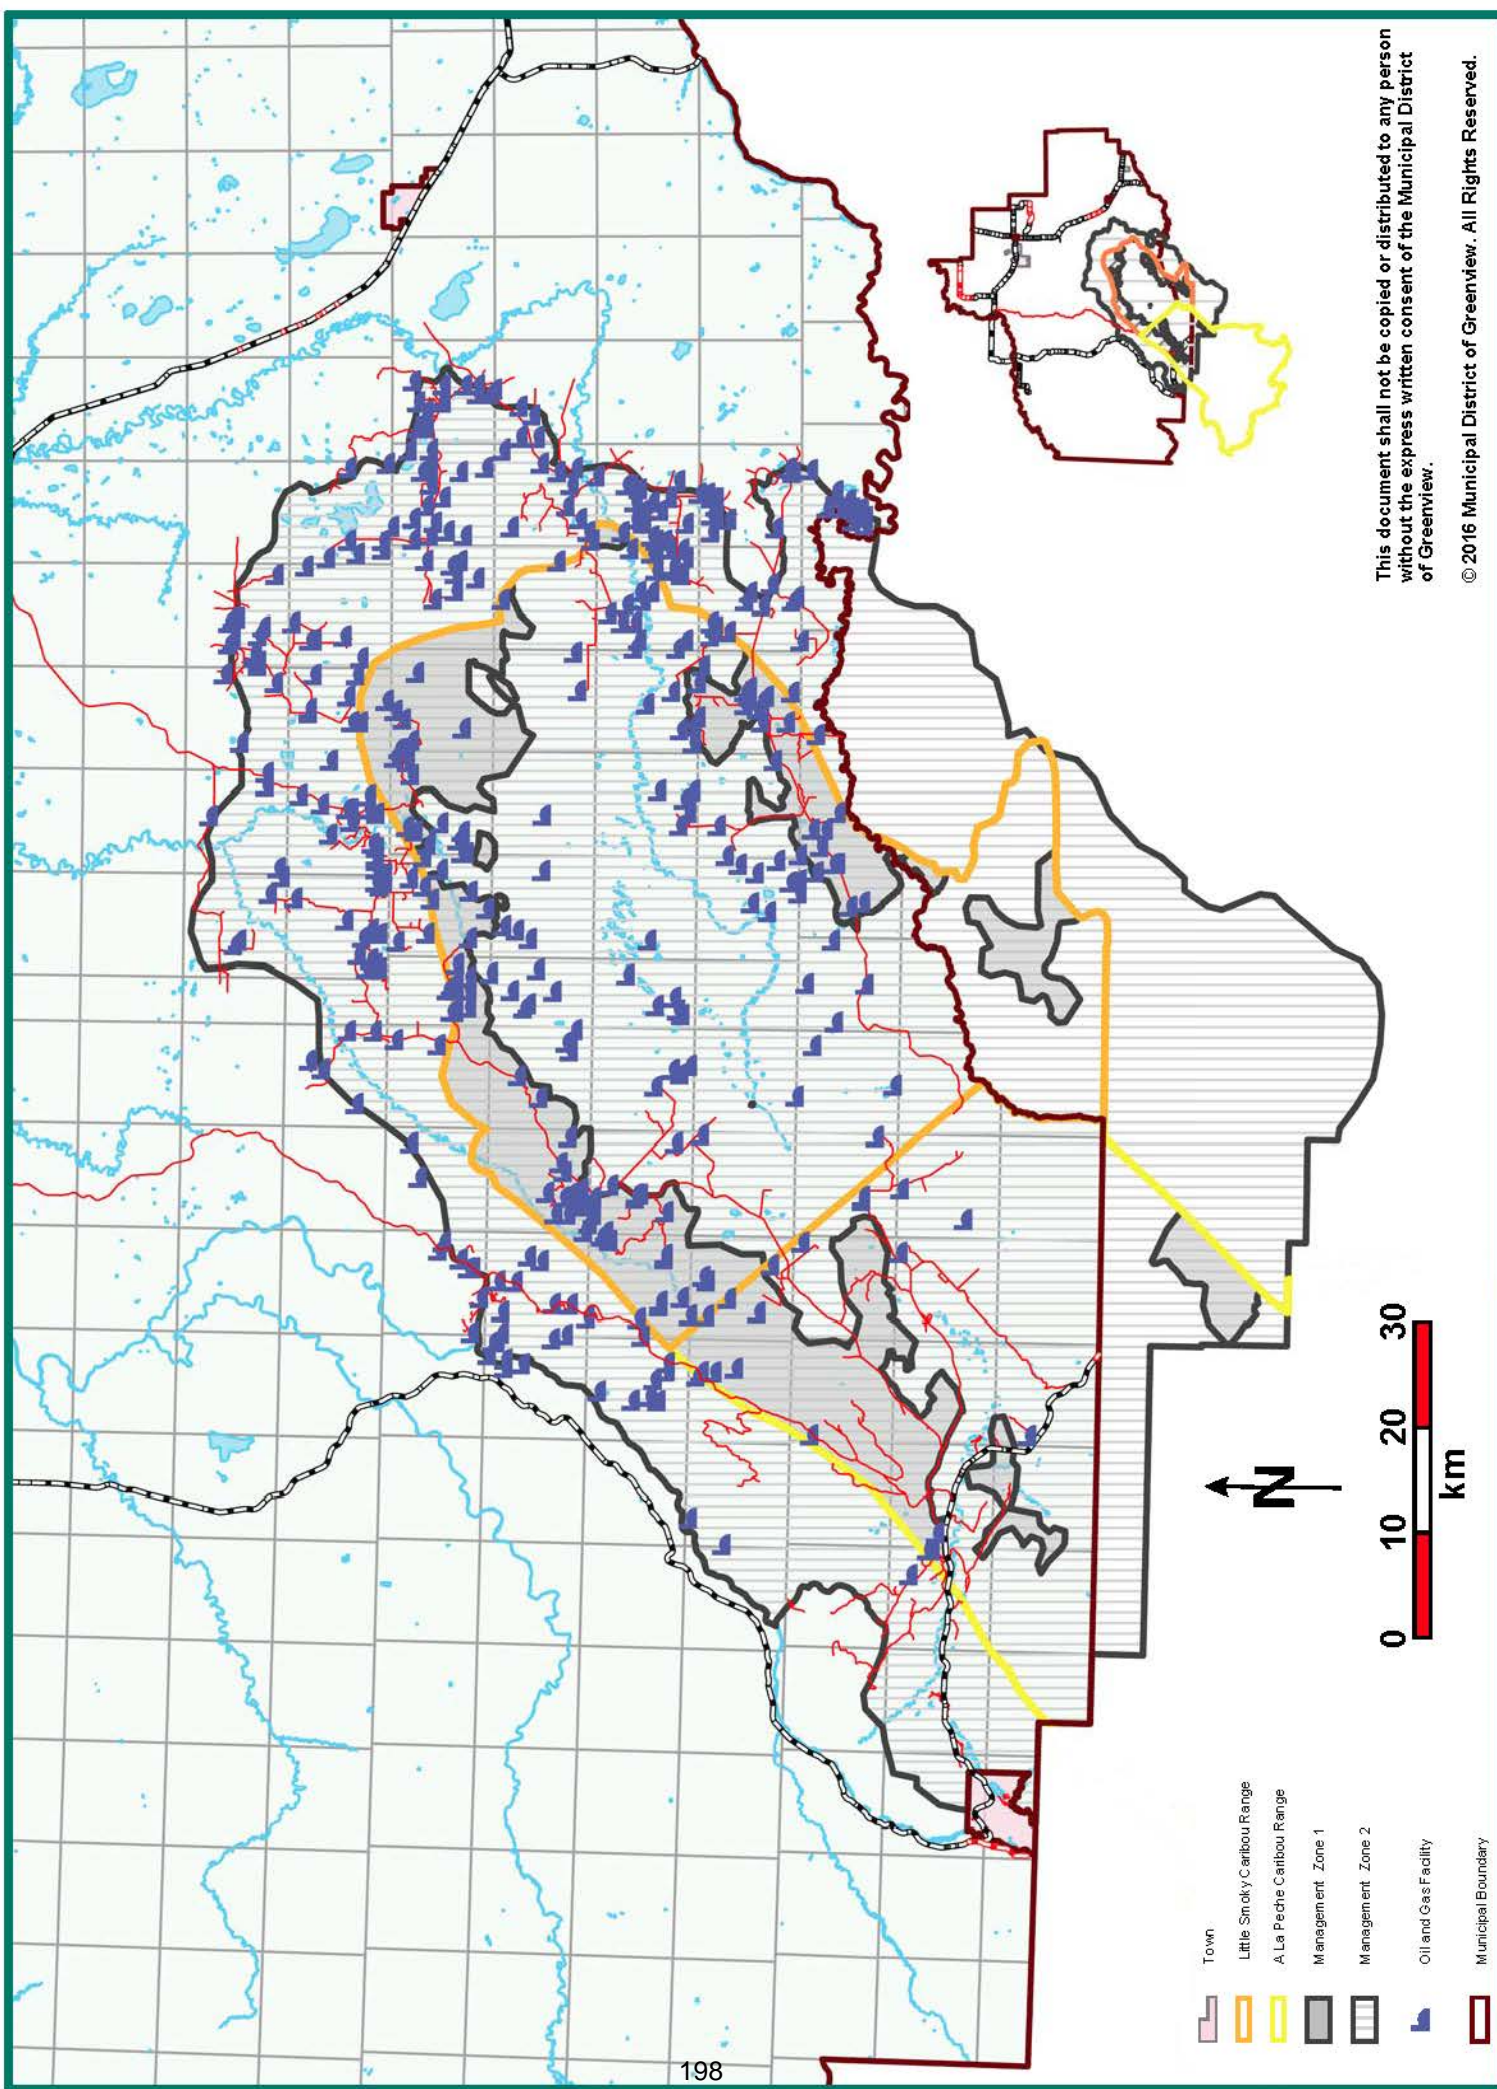 This document shall not be copied or distributed to any person
without the express written consent of the Municipal District
of Greenview.
© 2016 Municipal District of Greenview. All Rights Reserved.
N
0 10 20 30
km
Town
Little Smoky Caribou Range
A La Peche Caribou Range
Management Zone 1
Management Zone 2
Oil and Gas Facility
Municipal Boundary
198